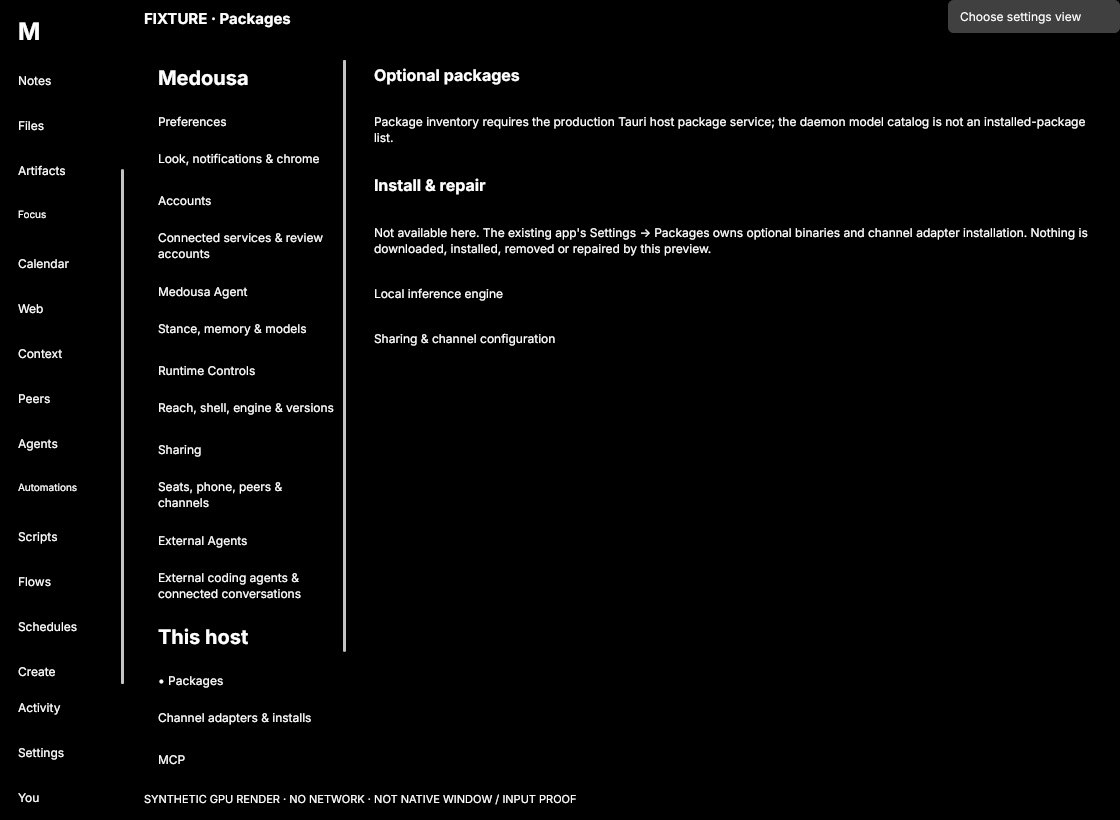 M
Notes
Files
Artifacts
Focus
Calendar
Web
Context
Peers
Agents
Automations
Scripts
Flows
Schedules
Create
Activity
Settings
You
FIXTURE · Packages
Choose settings view
Medousa
Preferences
Look, notifications & chrome
Accounts
Connected services & review
accounts
Medousa Agent
Stance, memory & models
Runtime Controls
Reach, shell, engine & versions
Sharing
Seats, phone, peers &
channels
External Agents
External coding agents &
connected conversations
This host
• Packages
Channel adapters & installs
MCP
Optional packages
Package inventory requires the production Tauri host package service; the daemon model catalog is not an installed-package
list.
Install & repair
Not available here. The existing app's Settings → Packages owns optional binaries and channel adapter installation. Nothing is
downloaded, installed, removed or repaired by this preview.
Local inference engine
Sharing & channel configuration
SYNTHETIC GPU RENDER · NO NETWORK · NOT NATIVE WINDOW / INPUT PROOF